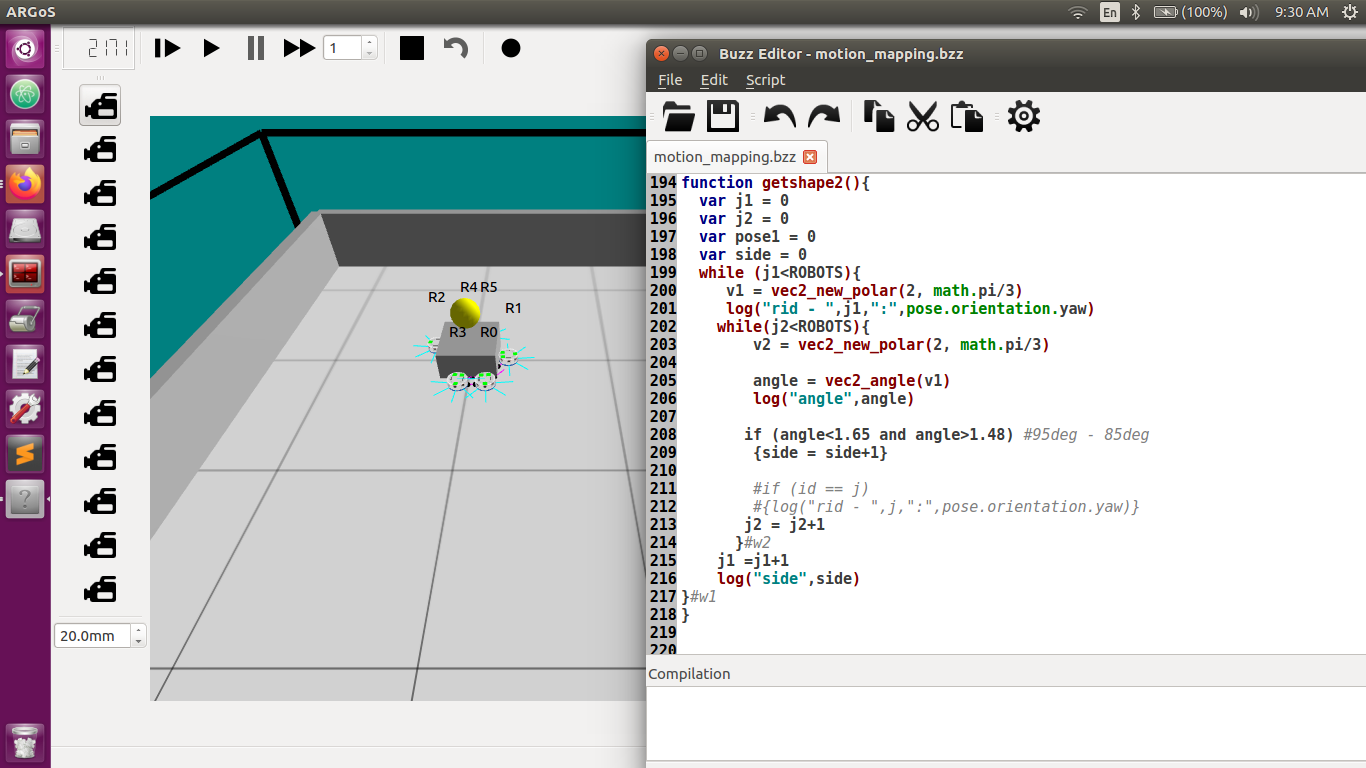 ARGoS
En
(100%)
9:30 AM
1
Buzz Editor - motion_mapping.bzz
File Edit Script
motion_mapping.bzz
194 function getshape2(){
195 var j1 = 0
196 var j2 = 0
197 var pose1 = 0
198 var side = 0
199 while (j1<ROBOTS){
200 v1 = vec2_new_polar(2, math.pi/3)
201 log("rid - ",j1,":",pose.orientation.yaw)
202 while(j2<ROBOTS){
203 v2 = vec2_new_polar(2, math.pi/3)
204
205 angle = vec2_angle(v1)
206 log("angle",angle)
207
208 if (angle<1.65 and angle>1.48) #95deg - 85deg
209 {side = side+1}
210
211 #if (id == j)
212 #{log("rid - ",j,":",pose.orientation.yaw)}
213 j2 = j2+1
214 }#w2
215 j1 =j1+1
216 log("side",side)
217 }#w1
218 }
219
220
R4 R5
R2
R1
R3 R0
20.0mm
Compilation